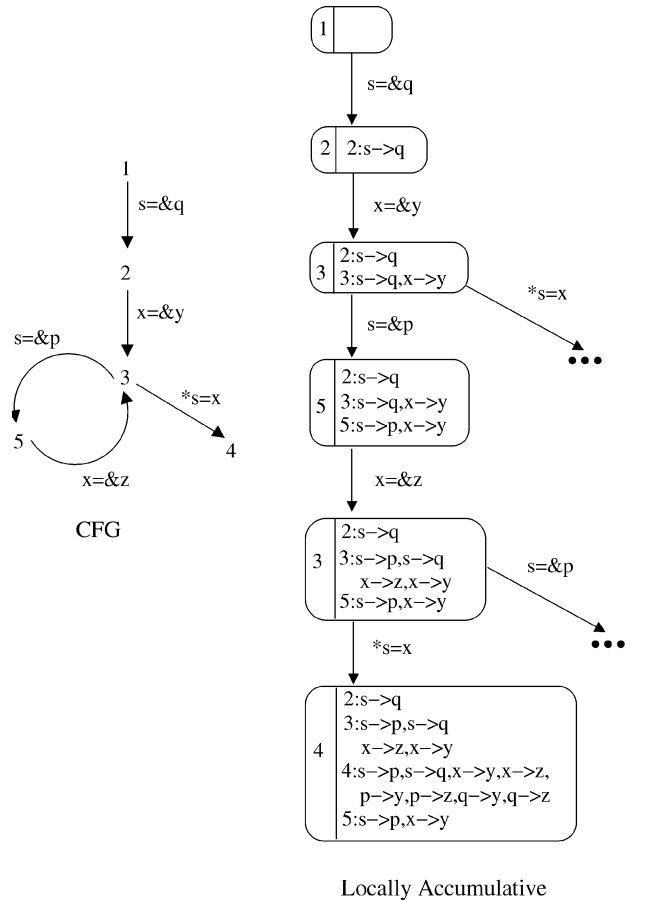 1
s=&q
2
x=&y
s=&p
3
*s=x
5
4
x=&z
CFG
1
s=&q
2
2:s->q
x=&y
3
2:s->q
3:s->q,x->y
*s=x
s=&p
•••
5
2:s->q
3:s->q,x->y
5:s->p,x->y
x=&z
3
2:s->q
3:s->p,s->q
x->z,x->y
5:s->p,x->y
s=&p
•••
*s=x
4
2:s->q
3:s->p,s->q
x->z,x->y
4:s->p,s->q,x->y,x->z,
p->y,p->z,q->y,q->z
5:s->p,x->y
Locally Accumulative